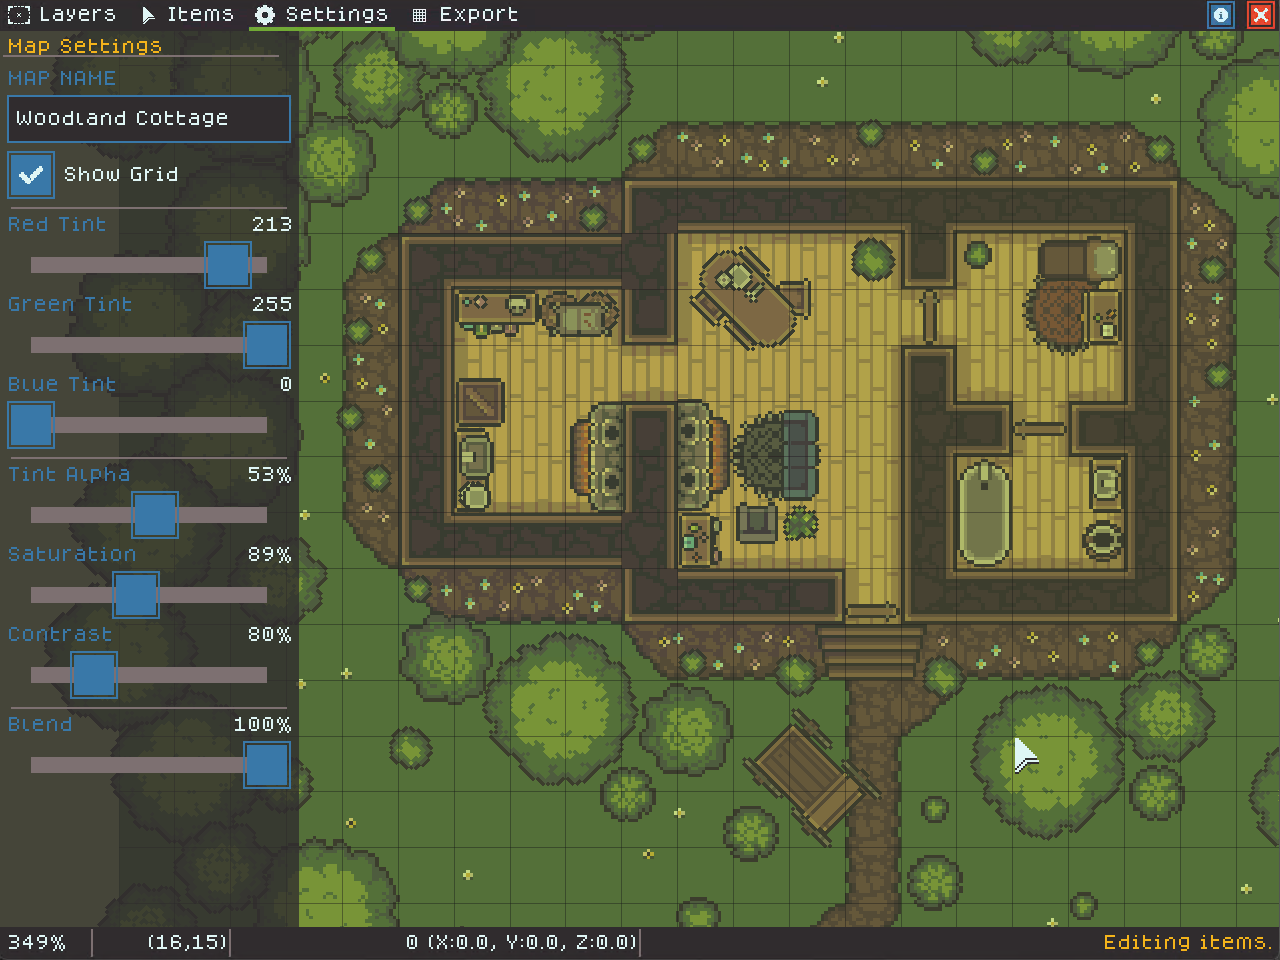 Layers Items Settings Export
Map Settings
MAP NAME
Woodland Cottage
Show Grid
Red Tint 213
Green Tint 255
Blue Tint 0
Tint Alpha 53%
Saturation 89%
Contrast 80%
Blend 100%
349% (16,15) 0 (X:0.0, Y:0.0, Z:0.0) Editing items.